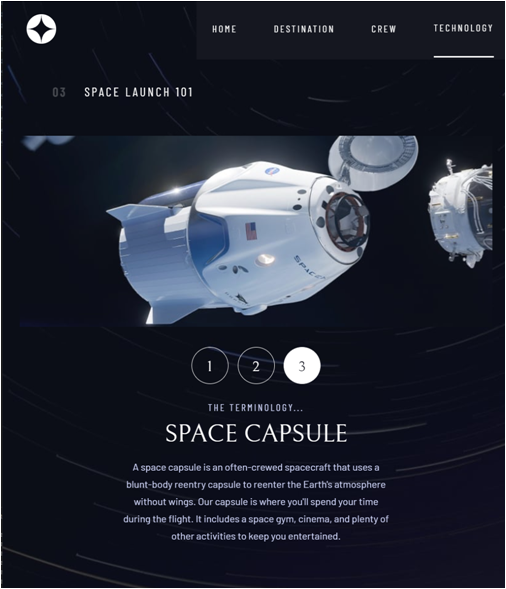 HOME DESTINATION CREW TECHNOLOGY
03 SPACE LAUNCH 101
SPACE
1 2 3
THE TERMINOLOGY...
SPACE CAPSULE
A space capsule is an often-crewed spacecraft that uses a
blunt-body reentry capsule to reenter the Earth's atmosphere
without wings. Our capsule is where you'll spend your time
during the flight. It includes a space gym, cinema, and plenty of
other activities to keep you entertained.